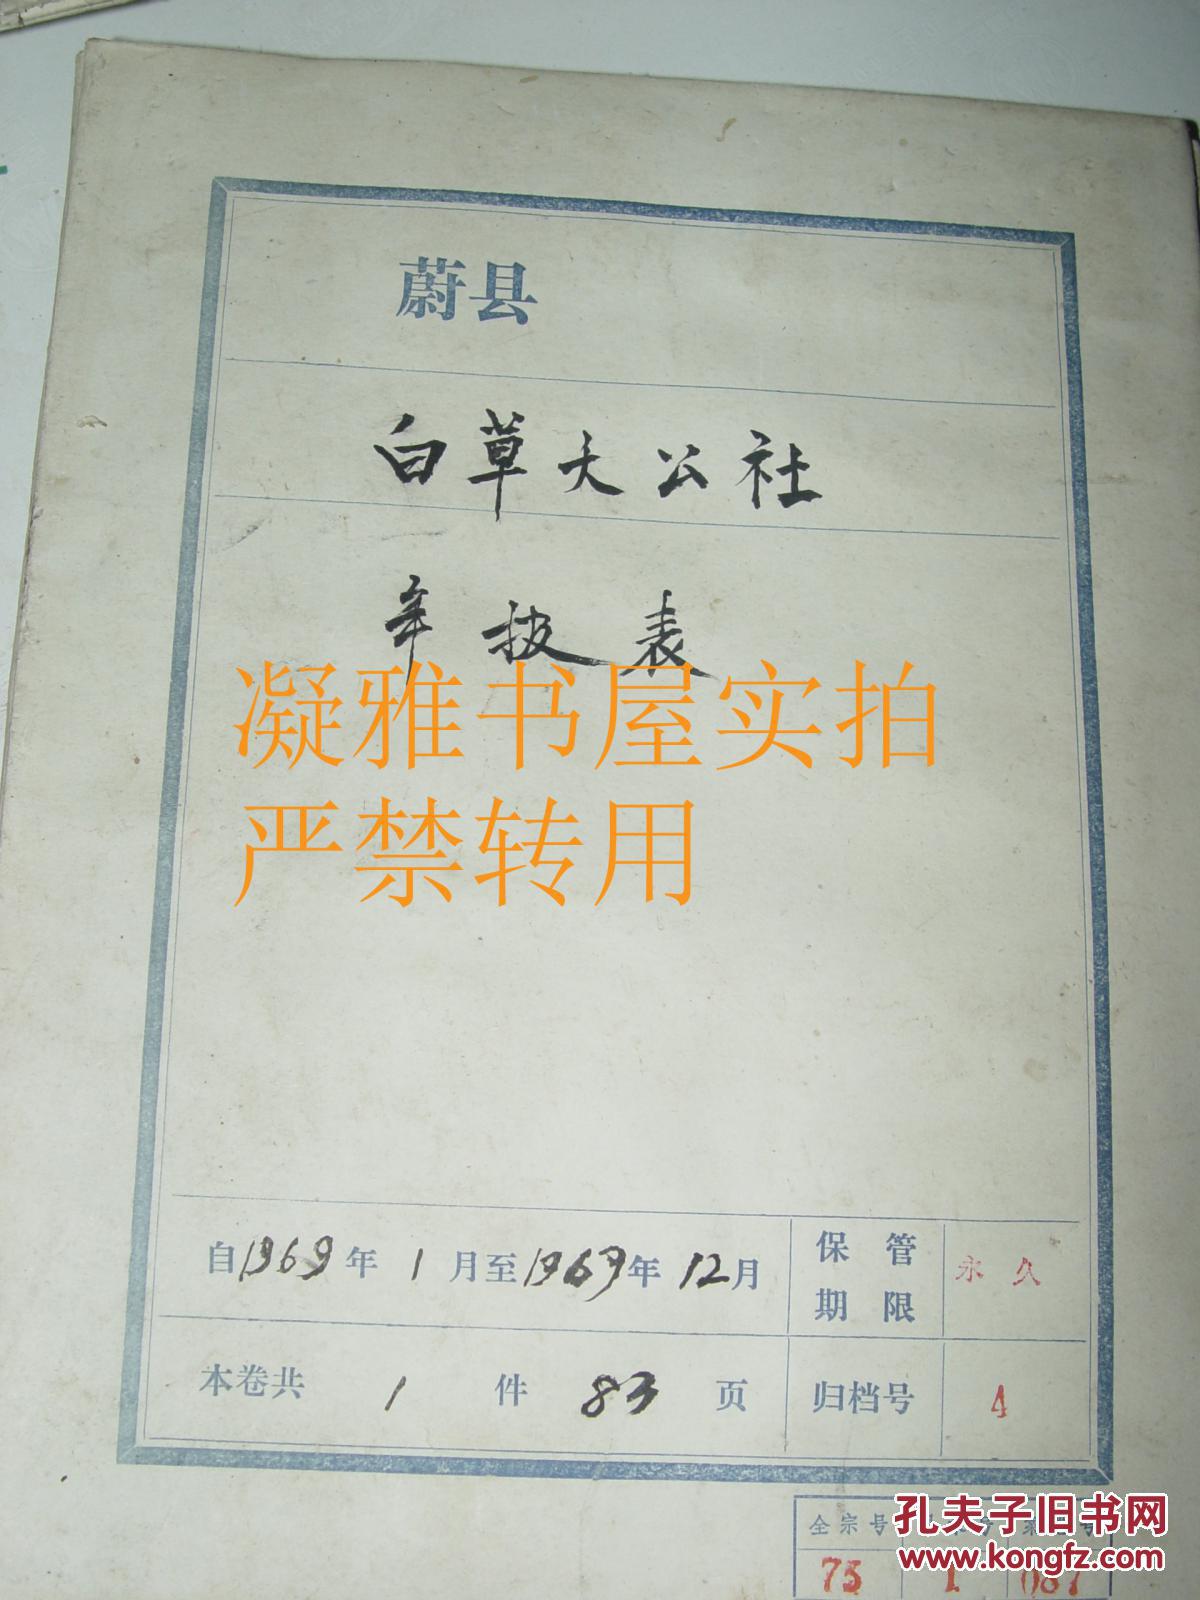 蔚县
白草大公社
年报表
凝雅书屋实拍
严禁转用
自1969年1月至1969年12月
保管期限
永久
本卷共1件83页
归档号
4
全宗号
75 1 087
孔夫子旧书网
www.kongfz.com